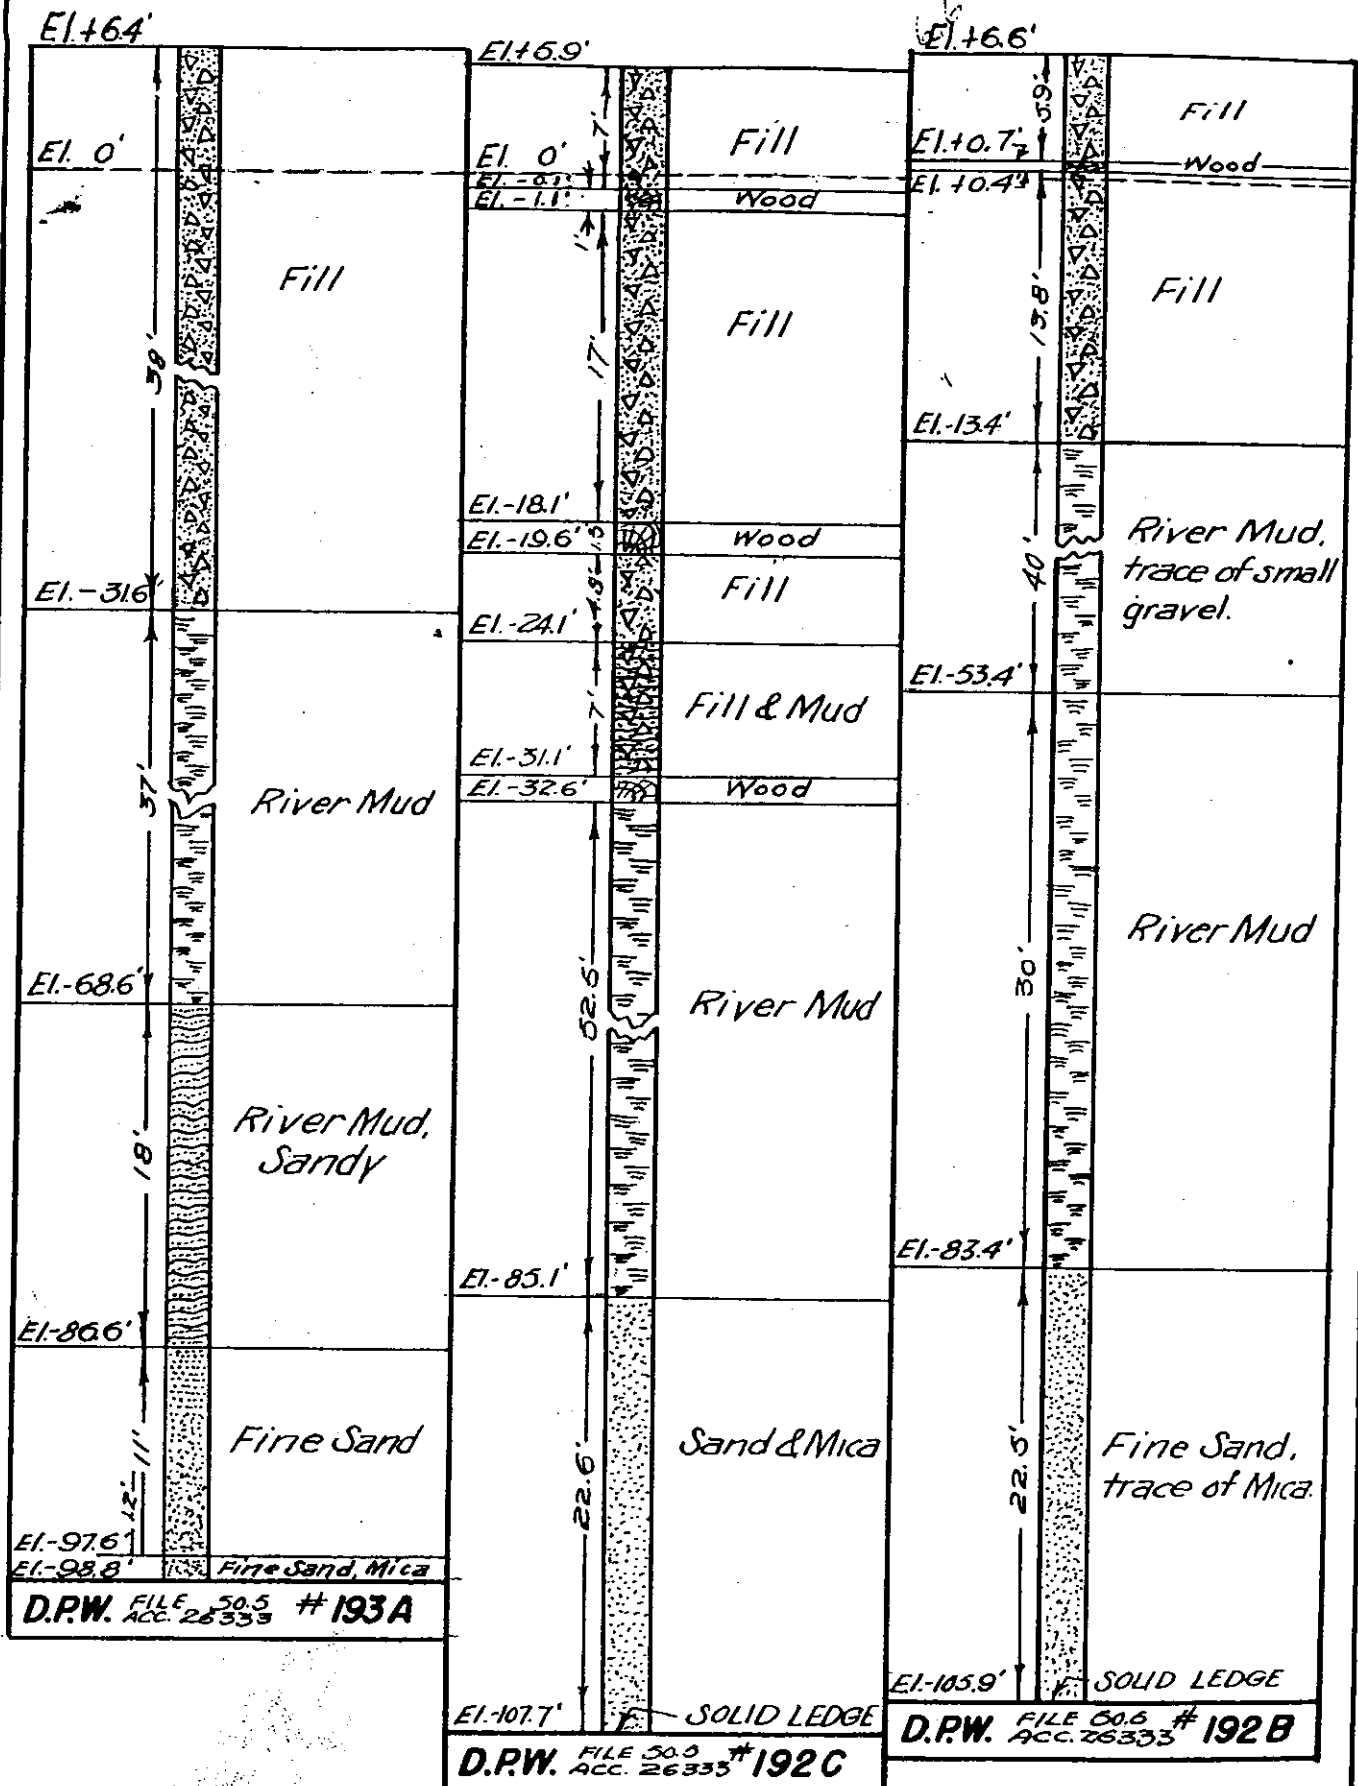 El.+6.4'
El. 0'
38'
Fill
El.-31.6'
37'
River Mud
El.-68.6'
18'
River Mud,
Sandy
El.-86.6'
11'
Fine Sand
El.-97.6'
1.2'
El.-98.8'
Fine Sand, Mica
D.P.W. FILE 50.5 # 193A
ACC. 26333
El.+5.9'
7'
Fill
El. 0'
El.-1.1'
Wood
1'
17'
Fill
El.-18.1'
1.5'
El.-19.6'
Wood
4.5'
Fill
El.-24.1'
7'
Fill & Mud
El.-31.1'
El.-32.6'
Wood
52.5'
River Mud
El.-85.1'
22.6'
Sand & Mica
El.-107.7'
SOLID LEDGE
D.P.W. FILE 50.5 # 192C
ACC. 26333
El.+6.6'
5.9'
Fill
El.+0.7'
Wood
El.+0.4'
13.8'
Fill
El.-13.4'
40'
River Mud,
trace of small
gravel.
El.-53.4'
30'
River Mud
El.-83.4'
22.5'
Fine Sand,
trace of Mica.
El.-105.9'
SOLID LEDGE
D.P.W. FILE 50.5 # 192B
ACC. 26333